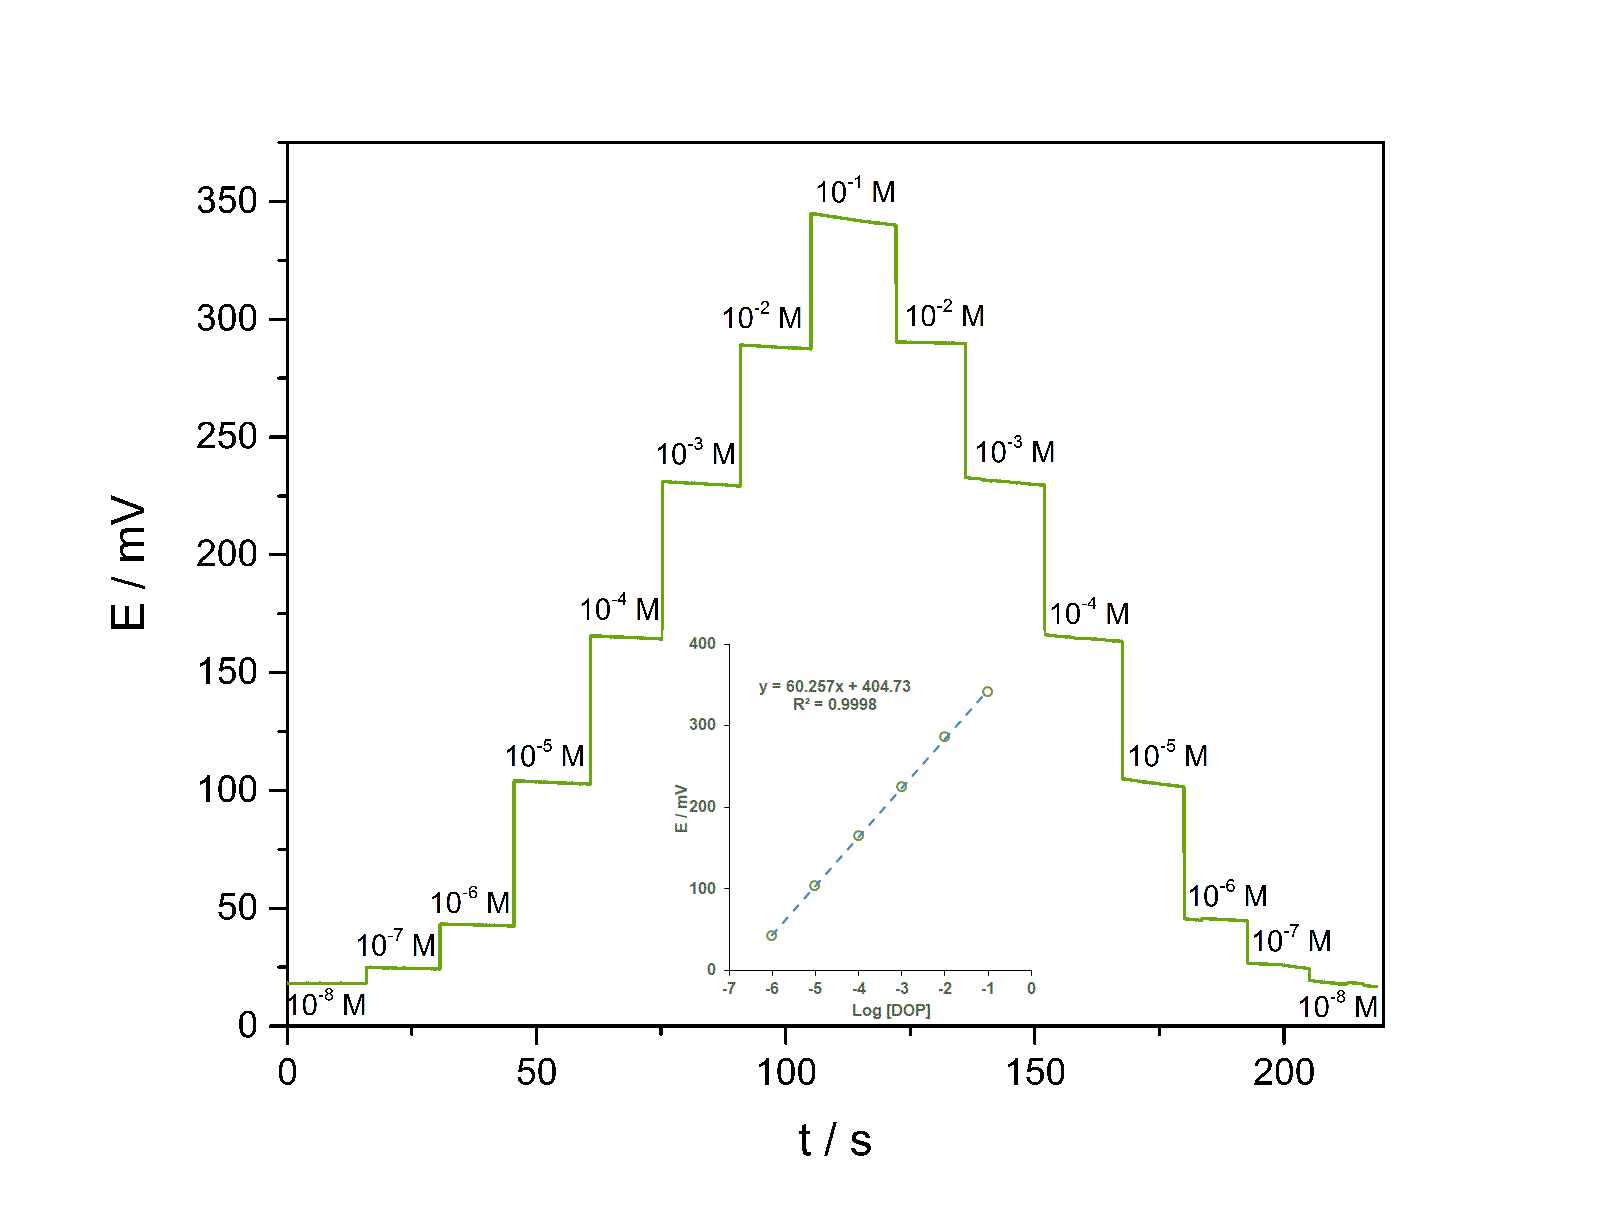 E / mV
350
300
250
200
150
100
50
0
0 50 100 150 200
t / s
10⁻⁸ M
10⁻⁷ M
10⁻⁶ M
10⁻⁵ M
10⁻⁴ M
10⁻³ M
10⁻² M
10⁻¹ M
10⁻² M
10⁻³ M
10⁻⁴ M
10⁻⁵ M
10⁻⁶ M
10⁻⁷ M
10⁻⁸ M
y = 60.257x + 404.73
R² = 0.9998
E / mV
400
300
200
100
0
-7 -6 -5 -4 -3 -2 -1 0
Log [DOP]